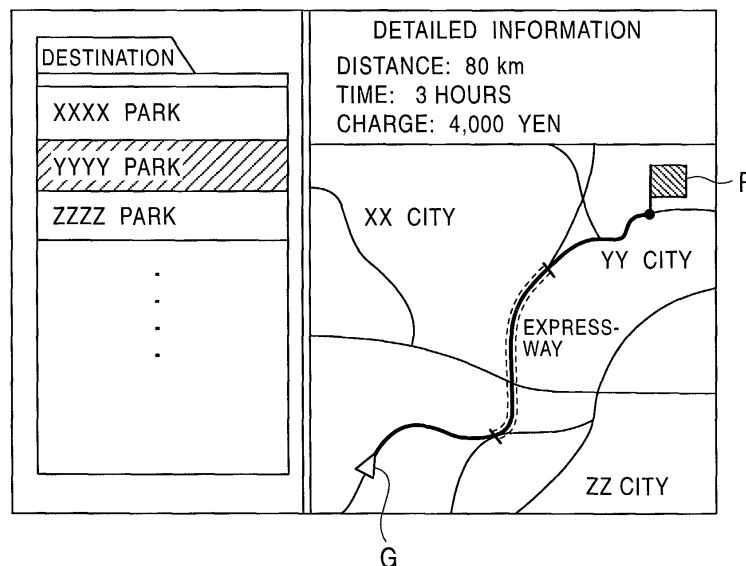 DESTINATION
XXXX PARK
YYYY PARK
ZZZZ PARK
DETAILED INFORMATION
DISTANCE: 80 km
TIME: 3 HOURS
CHARGE: 4,000 YEN
XX CITY
YY CITY
EXPRESS-
WAY
ZZ CITY
G